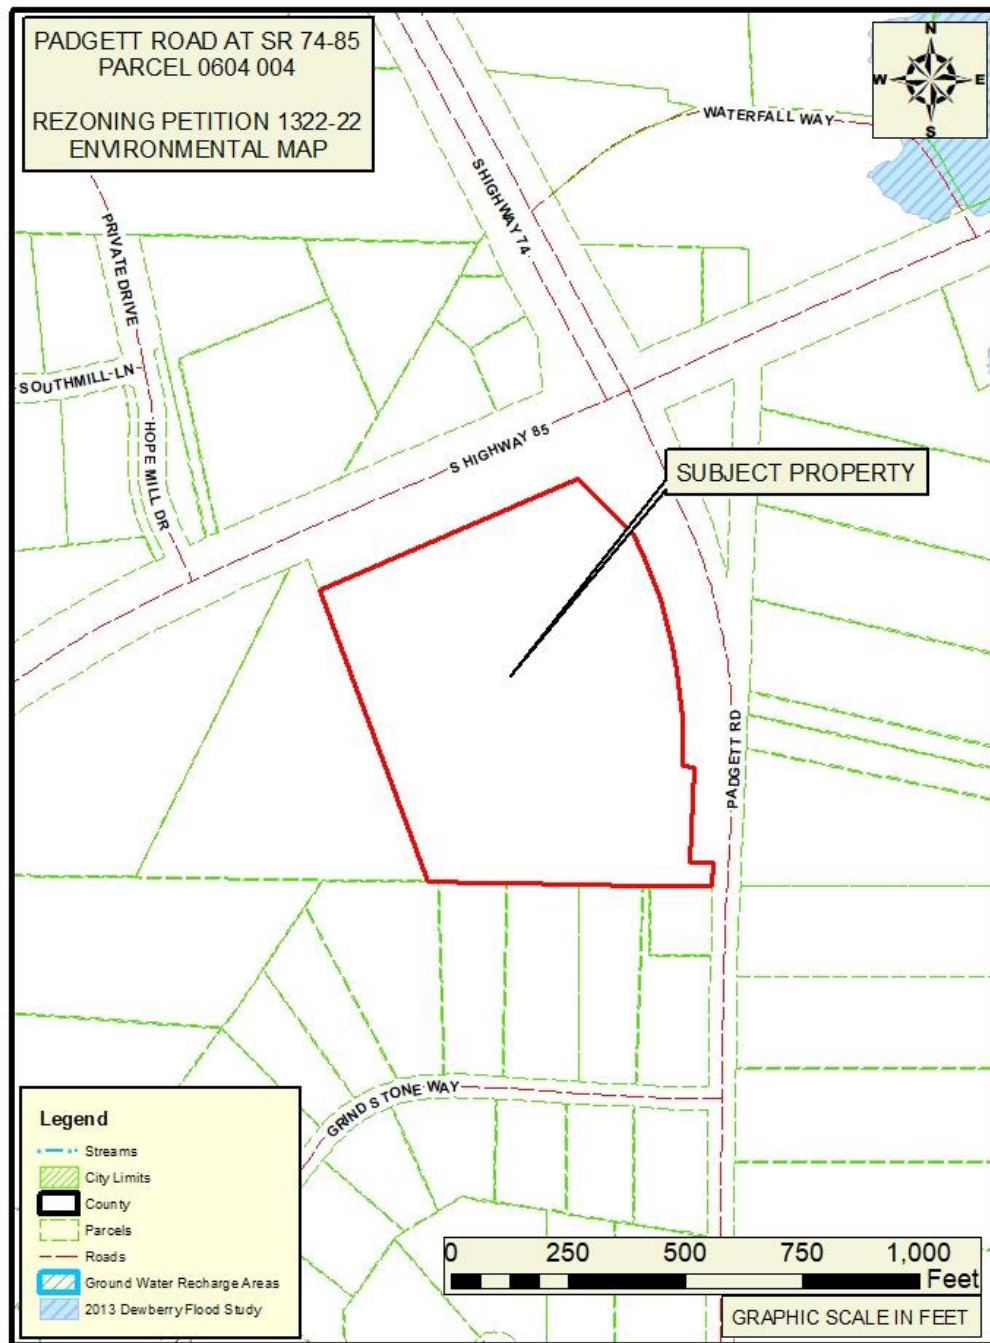 PADGETT ROAD AT SR 74-85
PARCEL 0604 004
REZONING PETITION 1322-22
ENVIRONMENTAL MAP
N
W E
S
WATERFALL WAY
S HIGHWAY 74
PRIVATE DRIVE
SOUTHMILL LN
HOPE MILL DR
S HIGHWAY 85
SUBJECT PROPERTY
PADGETT RD
GRINDSTONE WAY
Legend
Streams
City Limits
County
Parcels
Roads
Ground Water Recharge Areas
2013 Dewberry Flood Study
0 250 500 750 1,000
Feet
GRAPHIC SCALE IN FEET